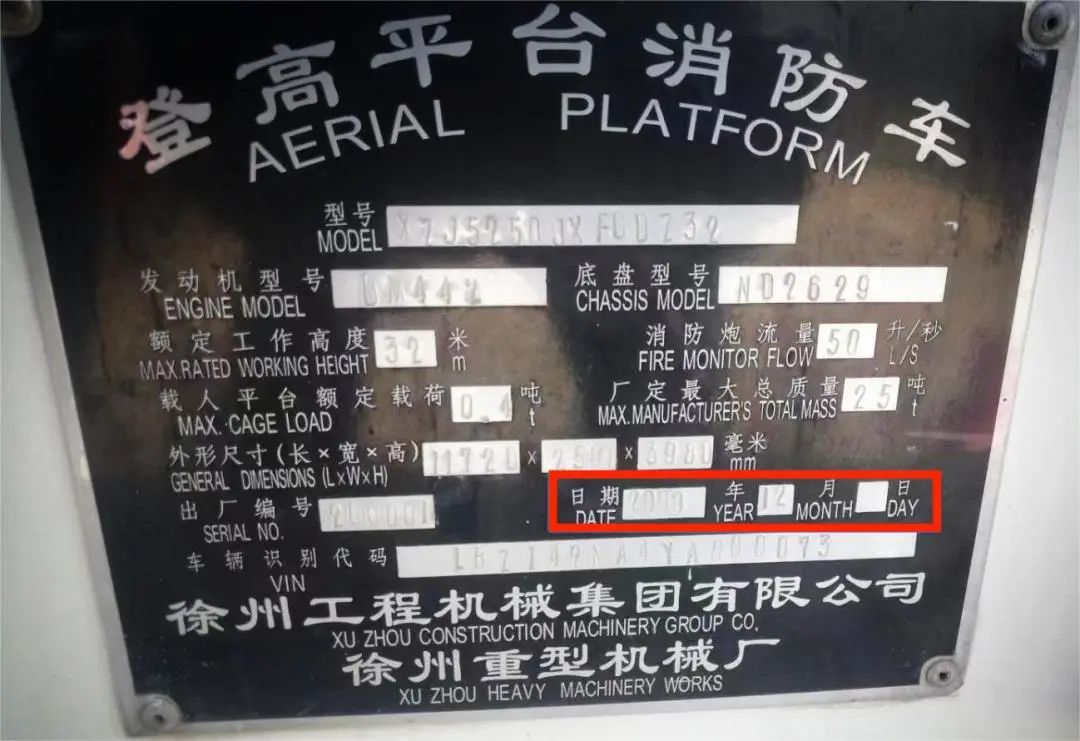 登高平台消防车
AERIAL PLATFORM
型号 MODEL XZJ5250JXFCDZ32
发动机型号 ENGINE MODEL
底盘型号 CHASSIS MODEL ND2629
额定工作高度 MAX.RATED WORKING HEIGHT 32 米 m
消防炮流量 FIRE MONITOR FLOW 50 升/秒 L/S
载人平台额定载荷 MAX.CAGE LOAD 0.4 吨 t
厂定最大总质量 MAX.MANUFACTURER'S TOTAL MASS 25 吨 t
外形尺寸(长×宽×高) GENERAL DIMENSIONS (L×W×H) 11720 × × 3980 毫米 mm
出厂编号 SERIAL NO.
日期 DATE 2000 年 YEAR 12 月 MONTH 日 DAY
车辆识别代码 VIN
徐州工程机械集团有限公司
XU ZHOU CONSTRUCTION MACHINERY GROUP CO.
徐州重型机械厂
XU ZHOU HEAVY MACHINERY WORKS